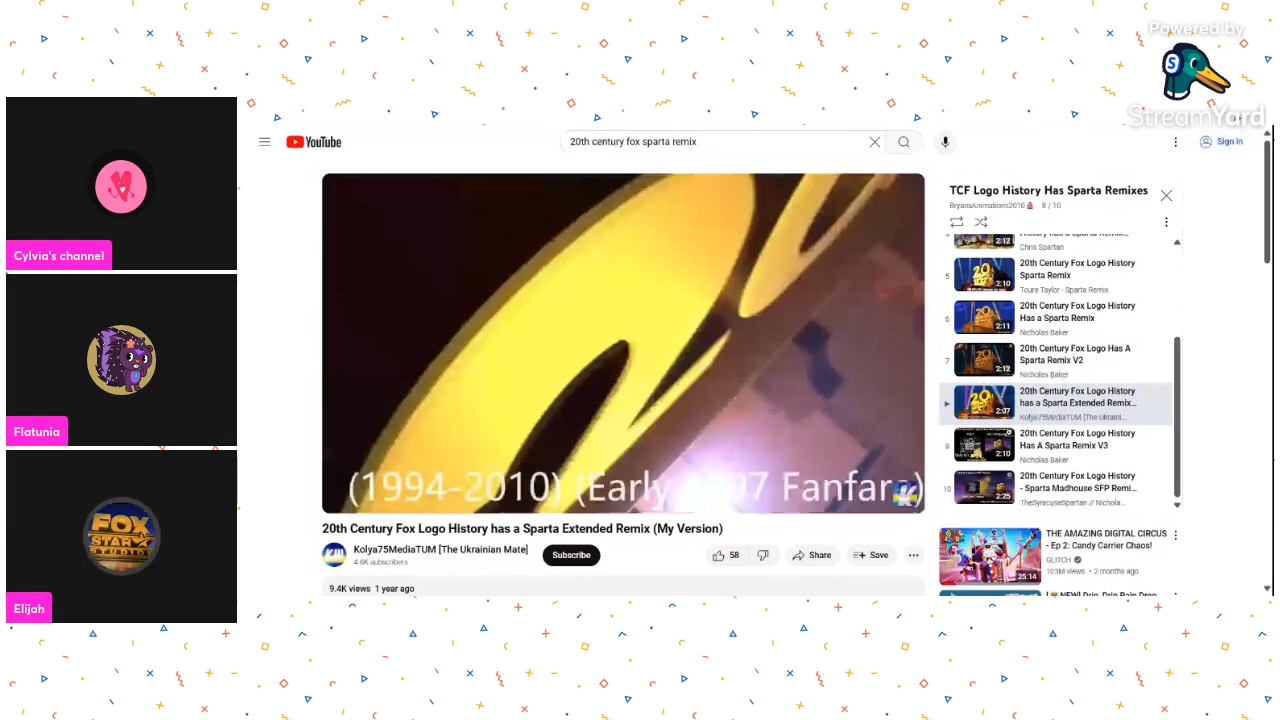 Powered by
StreamYard
YouTube
20th century fox sparta remix
Sign in
Cylvia's channel
Flatunia
FOX
STAR
STUDIOS
Elijah
(1994-2010) (Early 2007 Fanfare)
20th Century Fox Logo History has a Sparta Extended Remix (My Version)
Kolya75MediaTUM [The Ukrainian Mate]
4.6K subscribers
Subscribe
58
Share
Save
9.4K views 1 year ago
TCF Logo History Has Sparta Remixes
BryansAnimations2010 · 8 / 10
2:12
Chris Spartan
5
2:10
20th Century Fox Logo History
Sparta Remix
Toure Taylor - Sparta Remix
6
2:11
20th Century Fox Logo History
Has a Sparta Remix
Nicholas Baker
7
2:12
20th Century Fox Logo Has A
Sparta Remix V2
Nicholas Baker
2:07
20th Century Fox Logo History
has a Sparta Extended Remix...
Kolya75MediaTUM [The Ukraini...
9
2:10
20th Century Fox Logo History
Has A Sparta Remix V3
Nicholas Baker
10
2:25
20th Century Fox Logo History
- Sparta Madhouse SFP Remi...
TheSyracuseSpartan // Nichola...
25:14
THE AMAZING DIGITAL CIRCUS
- Ep 2: Candy Carrier Chaos!
GLITCH
103M views · 2 months ago